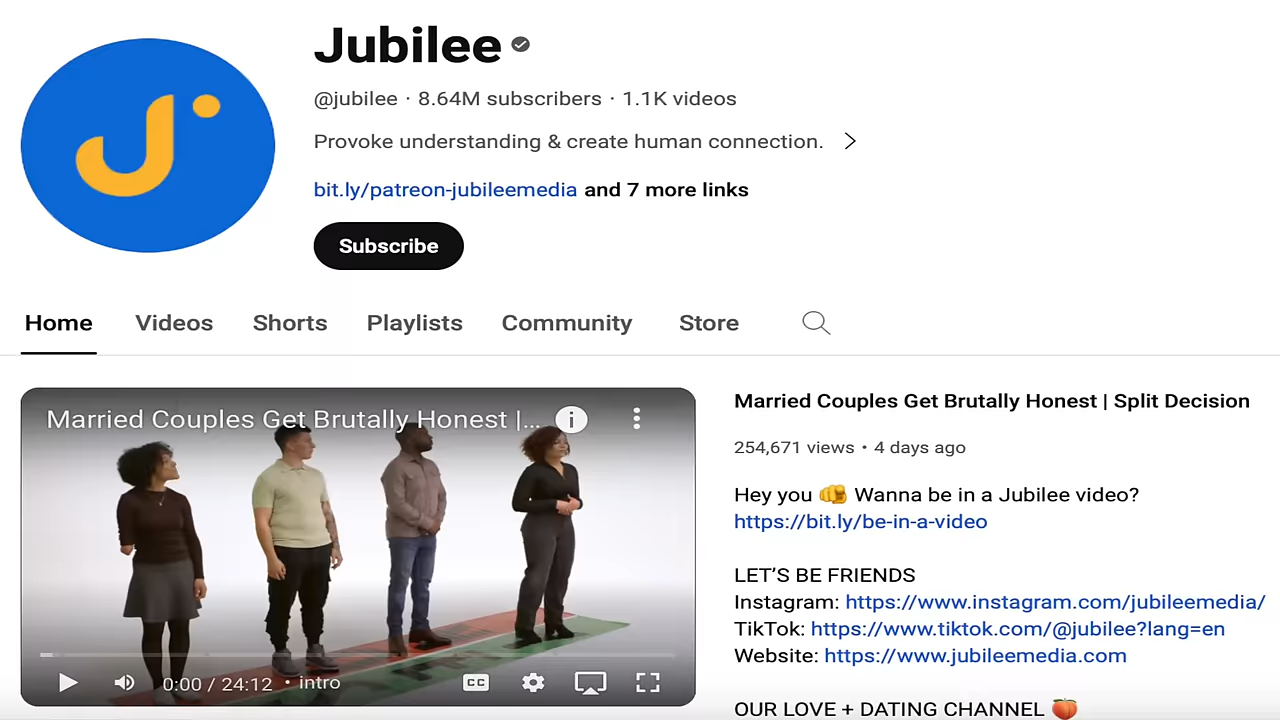 Jubilee
@jubilee · 8.64M subscribers · 1.1K videos
Provoke understanding & create human connection.
bit.ly/patreon-jubileemedia and 7 more links
Subscribe
Home Videos Shorts Playlists Community Store
Married Couples Get Brutally Honest |...
0:00 / 24:12 • intro
CC
Married Couples Get Brutally Honest | Split Decision
254,671 views • 4 days ago
Hey you 🫵 Wanna be in a Jubilee video?
https://bit.ly/be-in-a-video
LET’S BE FRIENDS
Instagram: https://www.instagram.com/jubileemedia/
TikTok: https://www.tiktok.com/@jubilee?lang=en
Website: https://www.jubileemedia.com
OUR LOVE + DATING CHANNEL 🍑